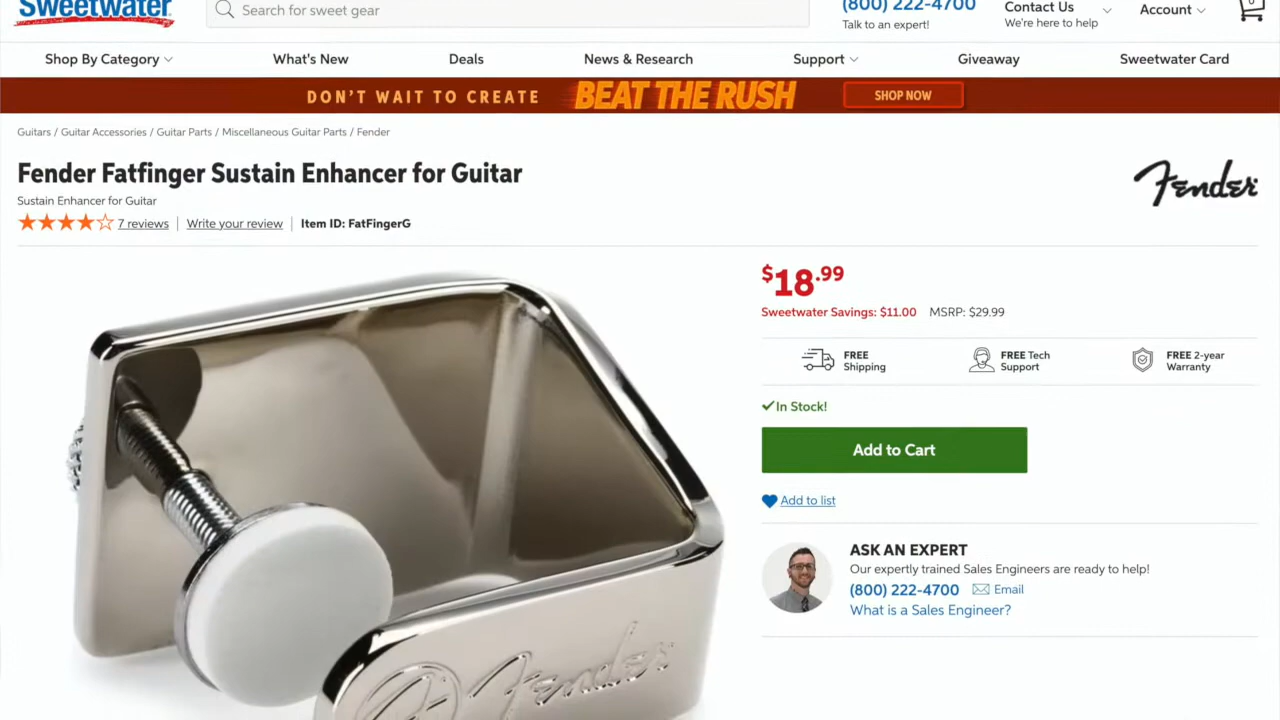 Sweetwater
Search for sweet gear
(800) 222-4700
Talk to an expert!
Contact Us
We're here to help
Account
0
Shop By Category
What's New
Deals
News & Research
Support
Giveaway
Sweetwater Card
DON'T WAIT TO CREATE
BEAT THE RUSH
SHOP NOW
Guitars / Guitar Accessories / Guitar Parts / Miscellaneous Guitar Parts / Fender
Fender Fatfinger Sustain Enhancer for Guitar
Fender
Sustain Enhancer for Guitar
7 reviews | Write your review | Item ID: FatFingerG
$18.99
Sweetwater Savings: $11.00 MSRP: $29.99
FREE
Shipping
FREE Tech
Support
FREE 2-year
Warranty
In Stock!
Add to Cart
Add to list
ASK AN EXPERT
Our expertly trained Sales Engineers are ready to help!
(800) 222-4700 Email
What is a Sales Engineer?
Fender